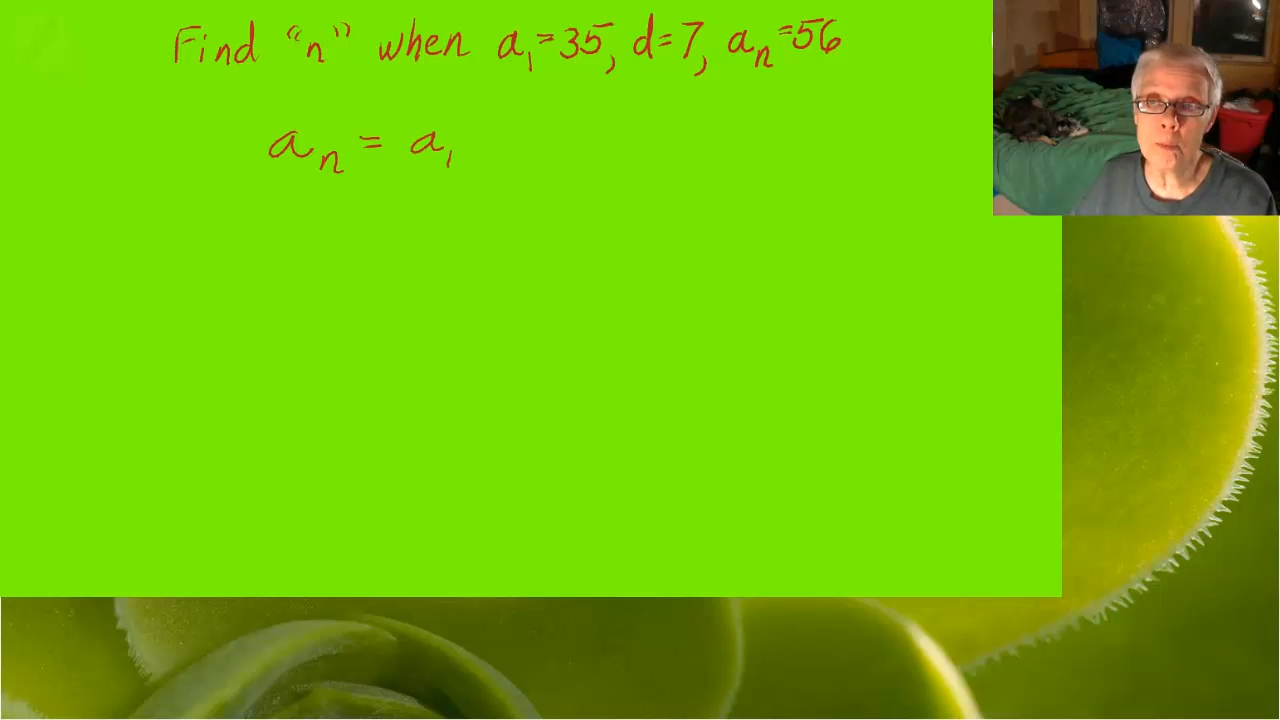 Find “n” when a₁=35, d=7, aₙ=56
aₙ = a₁